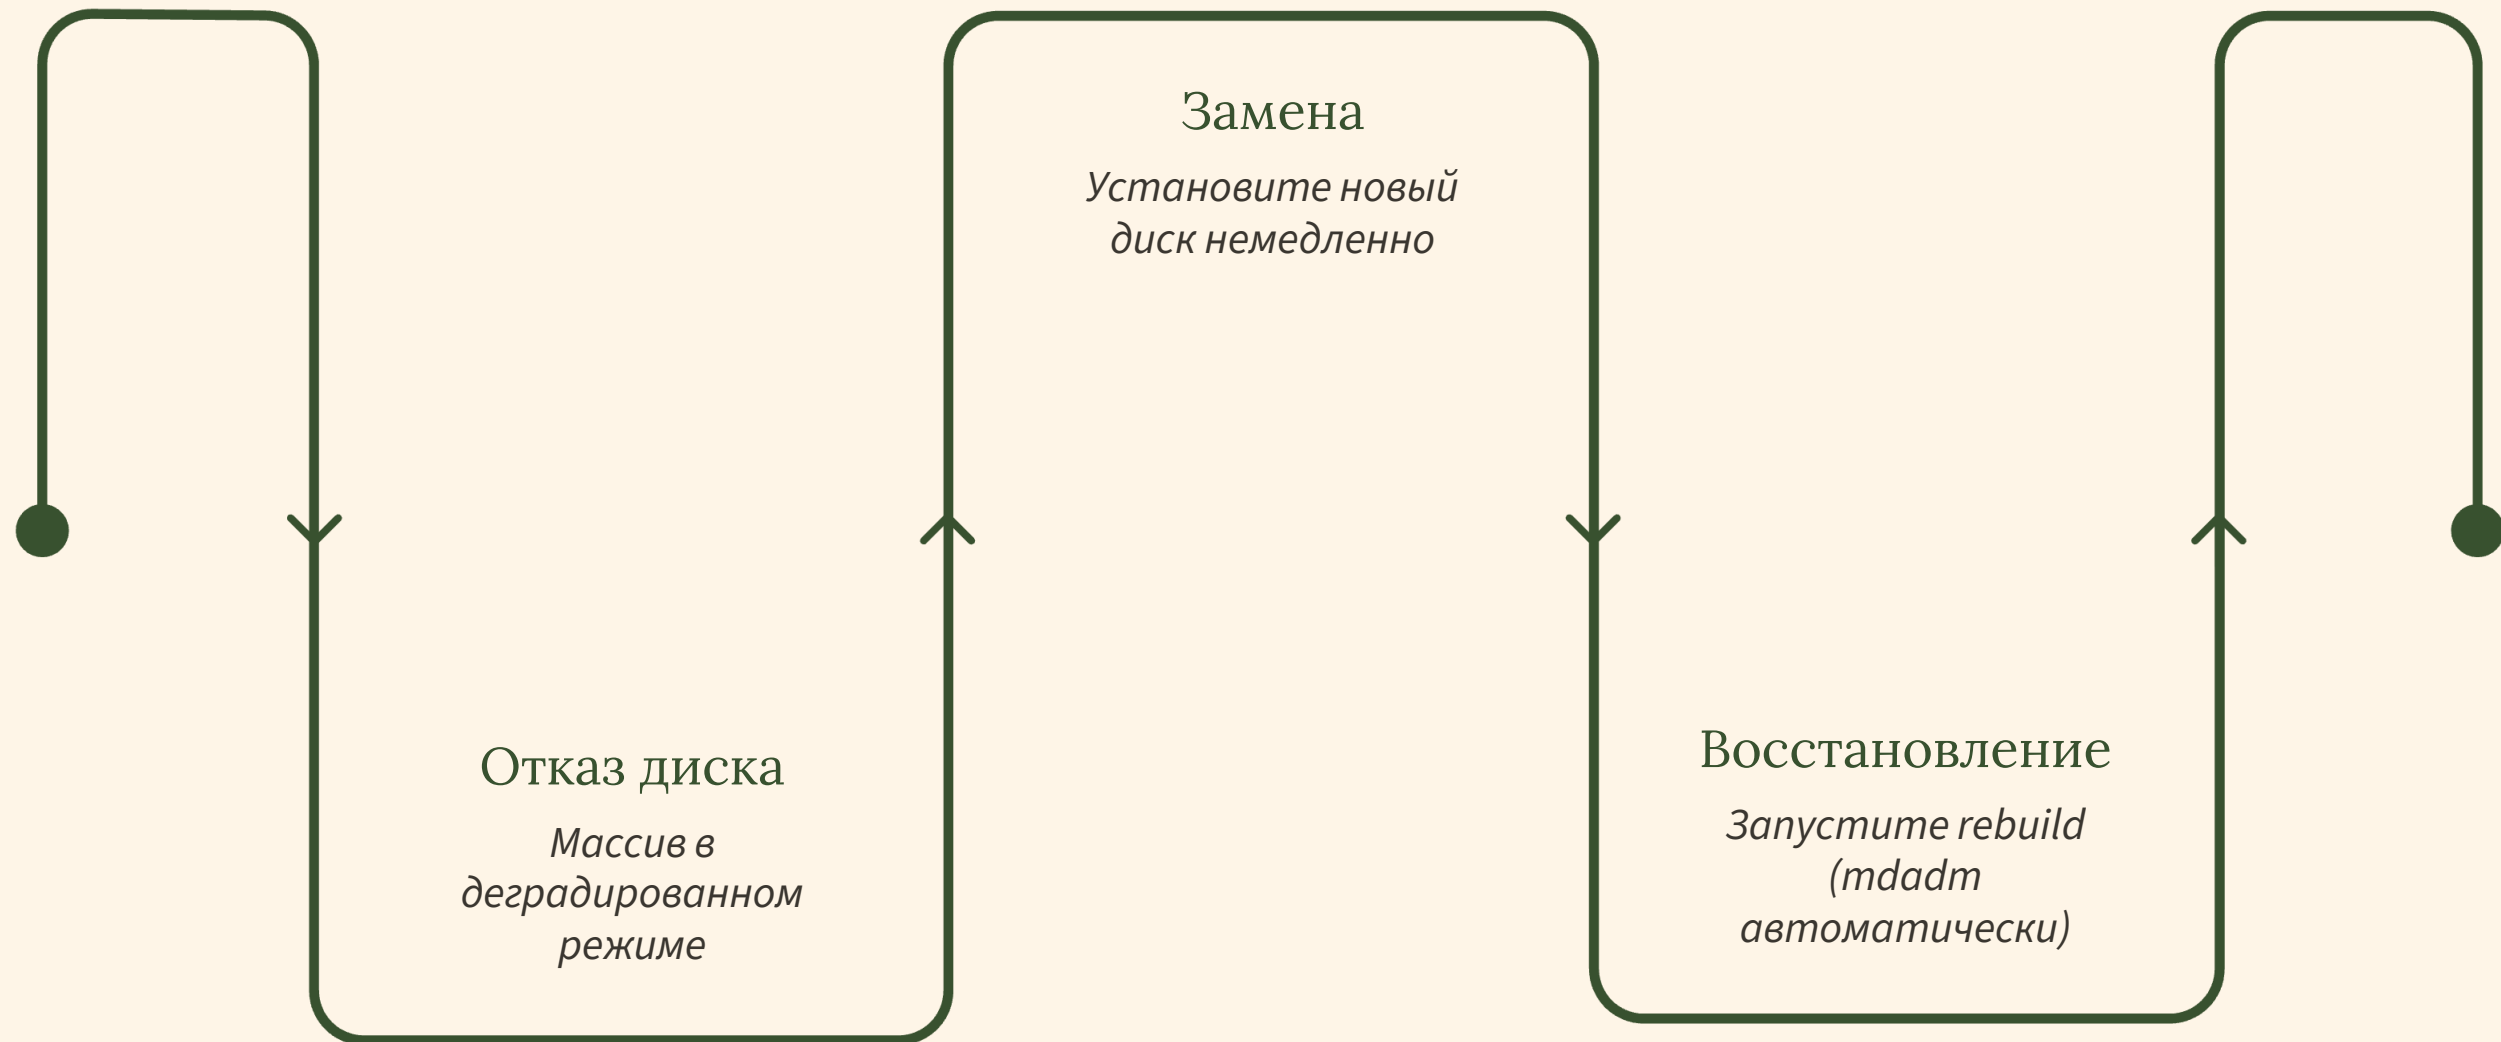 Отказ диска
Массив в
деградированном
режиме
Замена
Установите новый
диск немедленно
Восстановление
Запустите rebuild
(mdadm
автоматически)